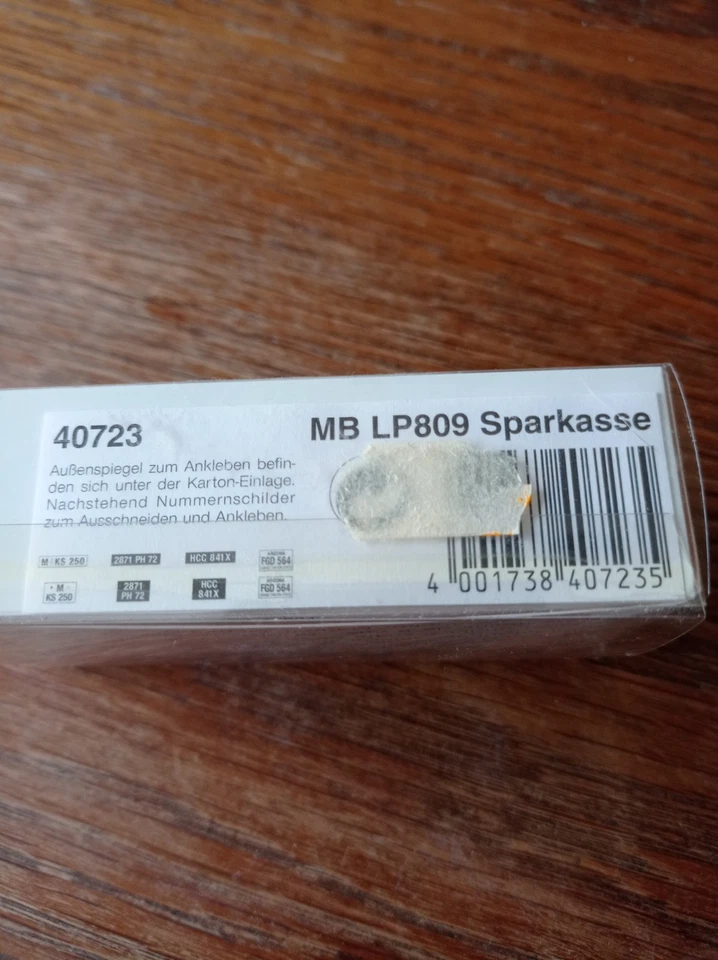 40723
MB LP809 Sparkasse
Außenspiegel zum Ankleben befin-
den sich unter der Karton-Einlage.
Nachstehend Nummernschilder
zum Ausschneiden und Ankleben.
M KS 250
2871 PH 72
HCC 841X
FGD 564
M
KS 250
2871
PH 72
HCC
841X
FGD 564
4 001738 407235